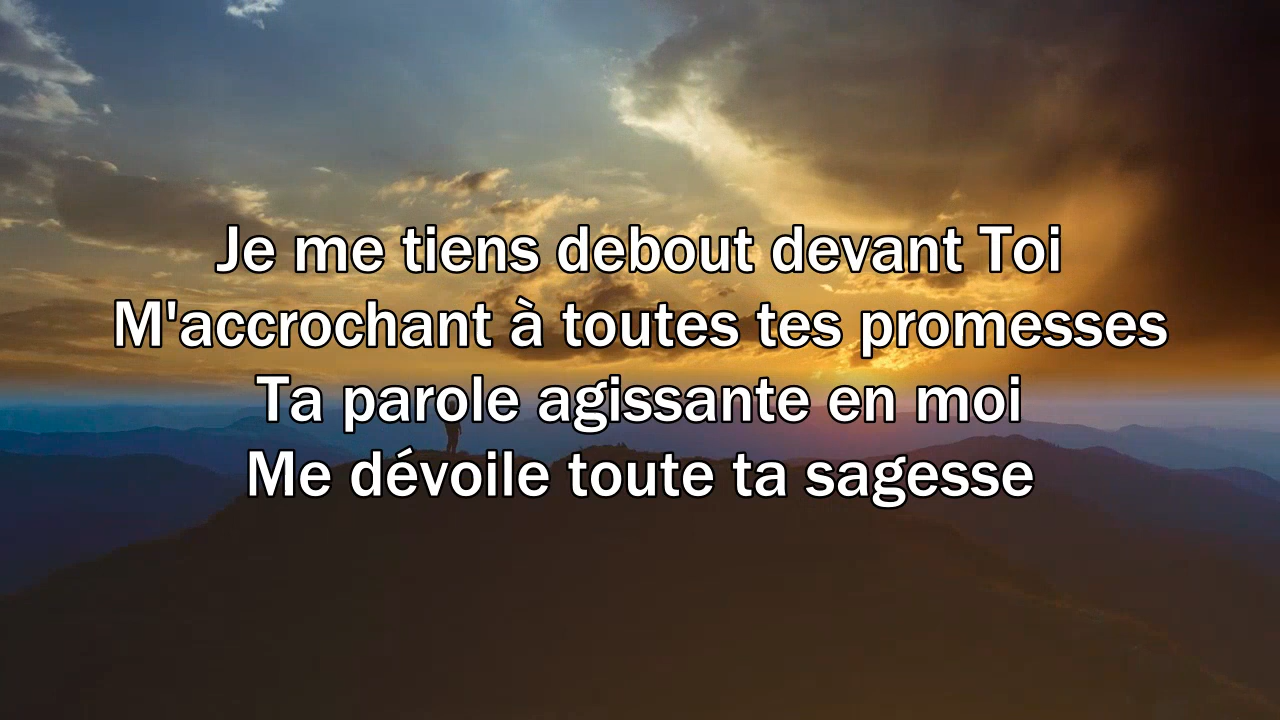 Je me tiens debout devant Toi
M'accrochant à toutes tes promesses
Ta parole agissante en moi
Me dévoile toute ta sagesse